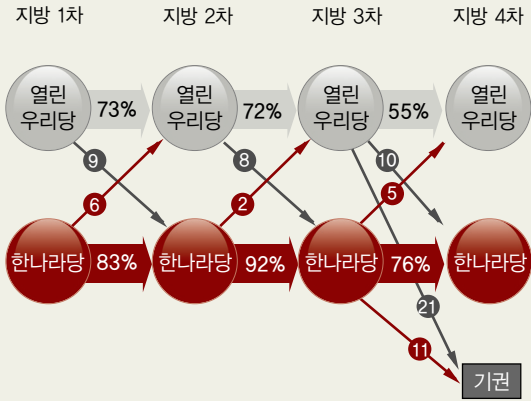 지방 1차 지방 2차 지방 3차 지방 4차
열린 열린 열린 열린
우리당 73% 우리당 72% 우리당 55% 우리당
9 8 10
6 2 5
한나라당 83% 한나라당 92% 한나라당 76% 한나라당
21
11
기권